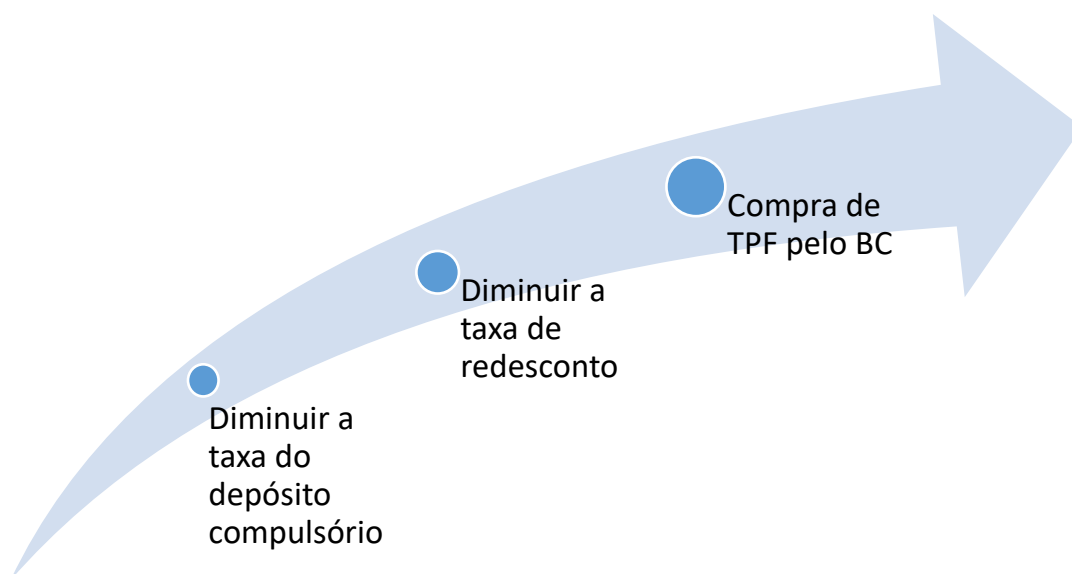 Diminuir a
taxa do
depósito
compulsório
Diminuir a
taxa de
redesconto
Compra de
TPF pelo BC